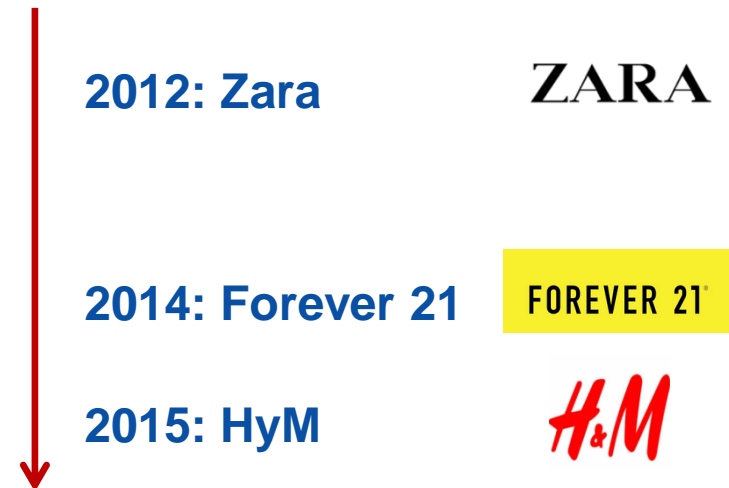 2012: Zara
ZARA
2014: Forever 21
FOREVER 21®
2015: HyM
H&M